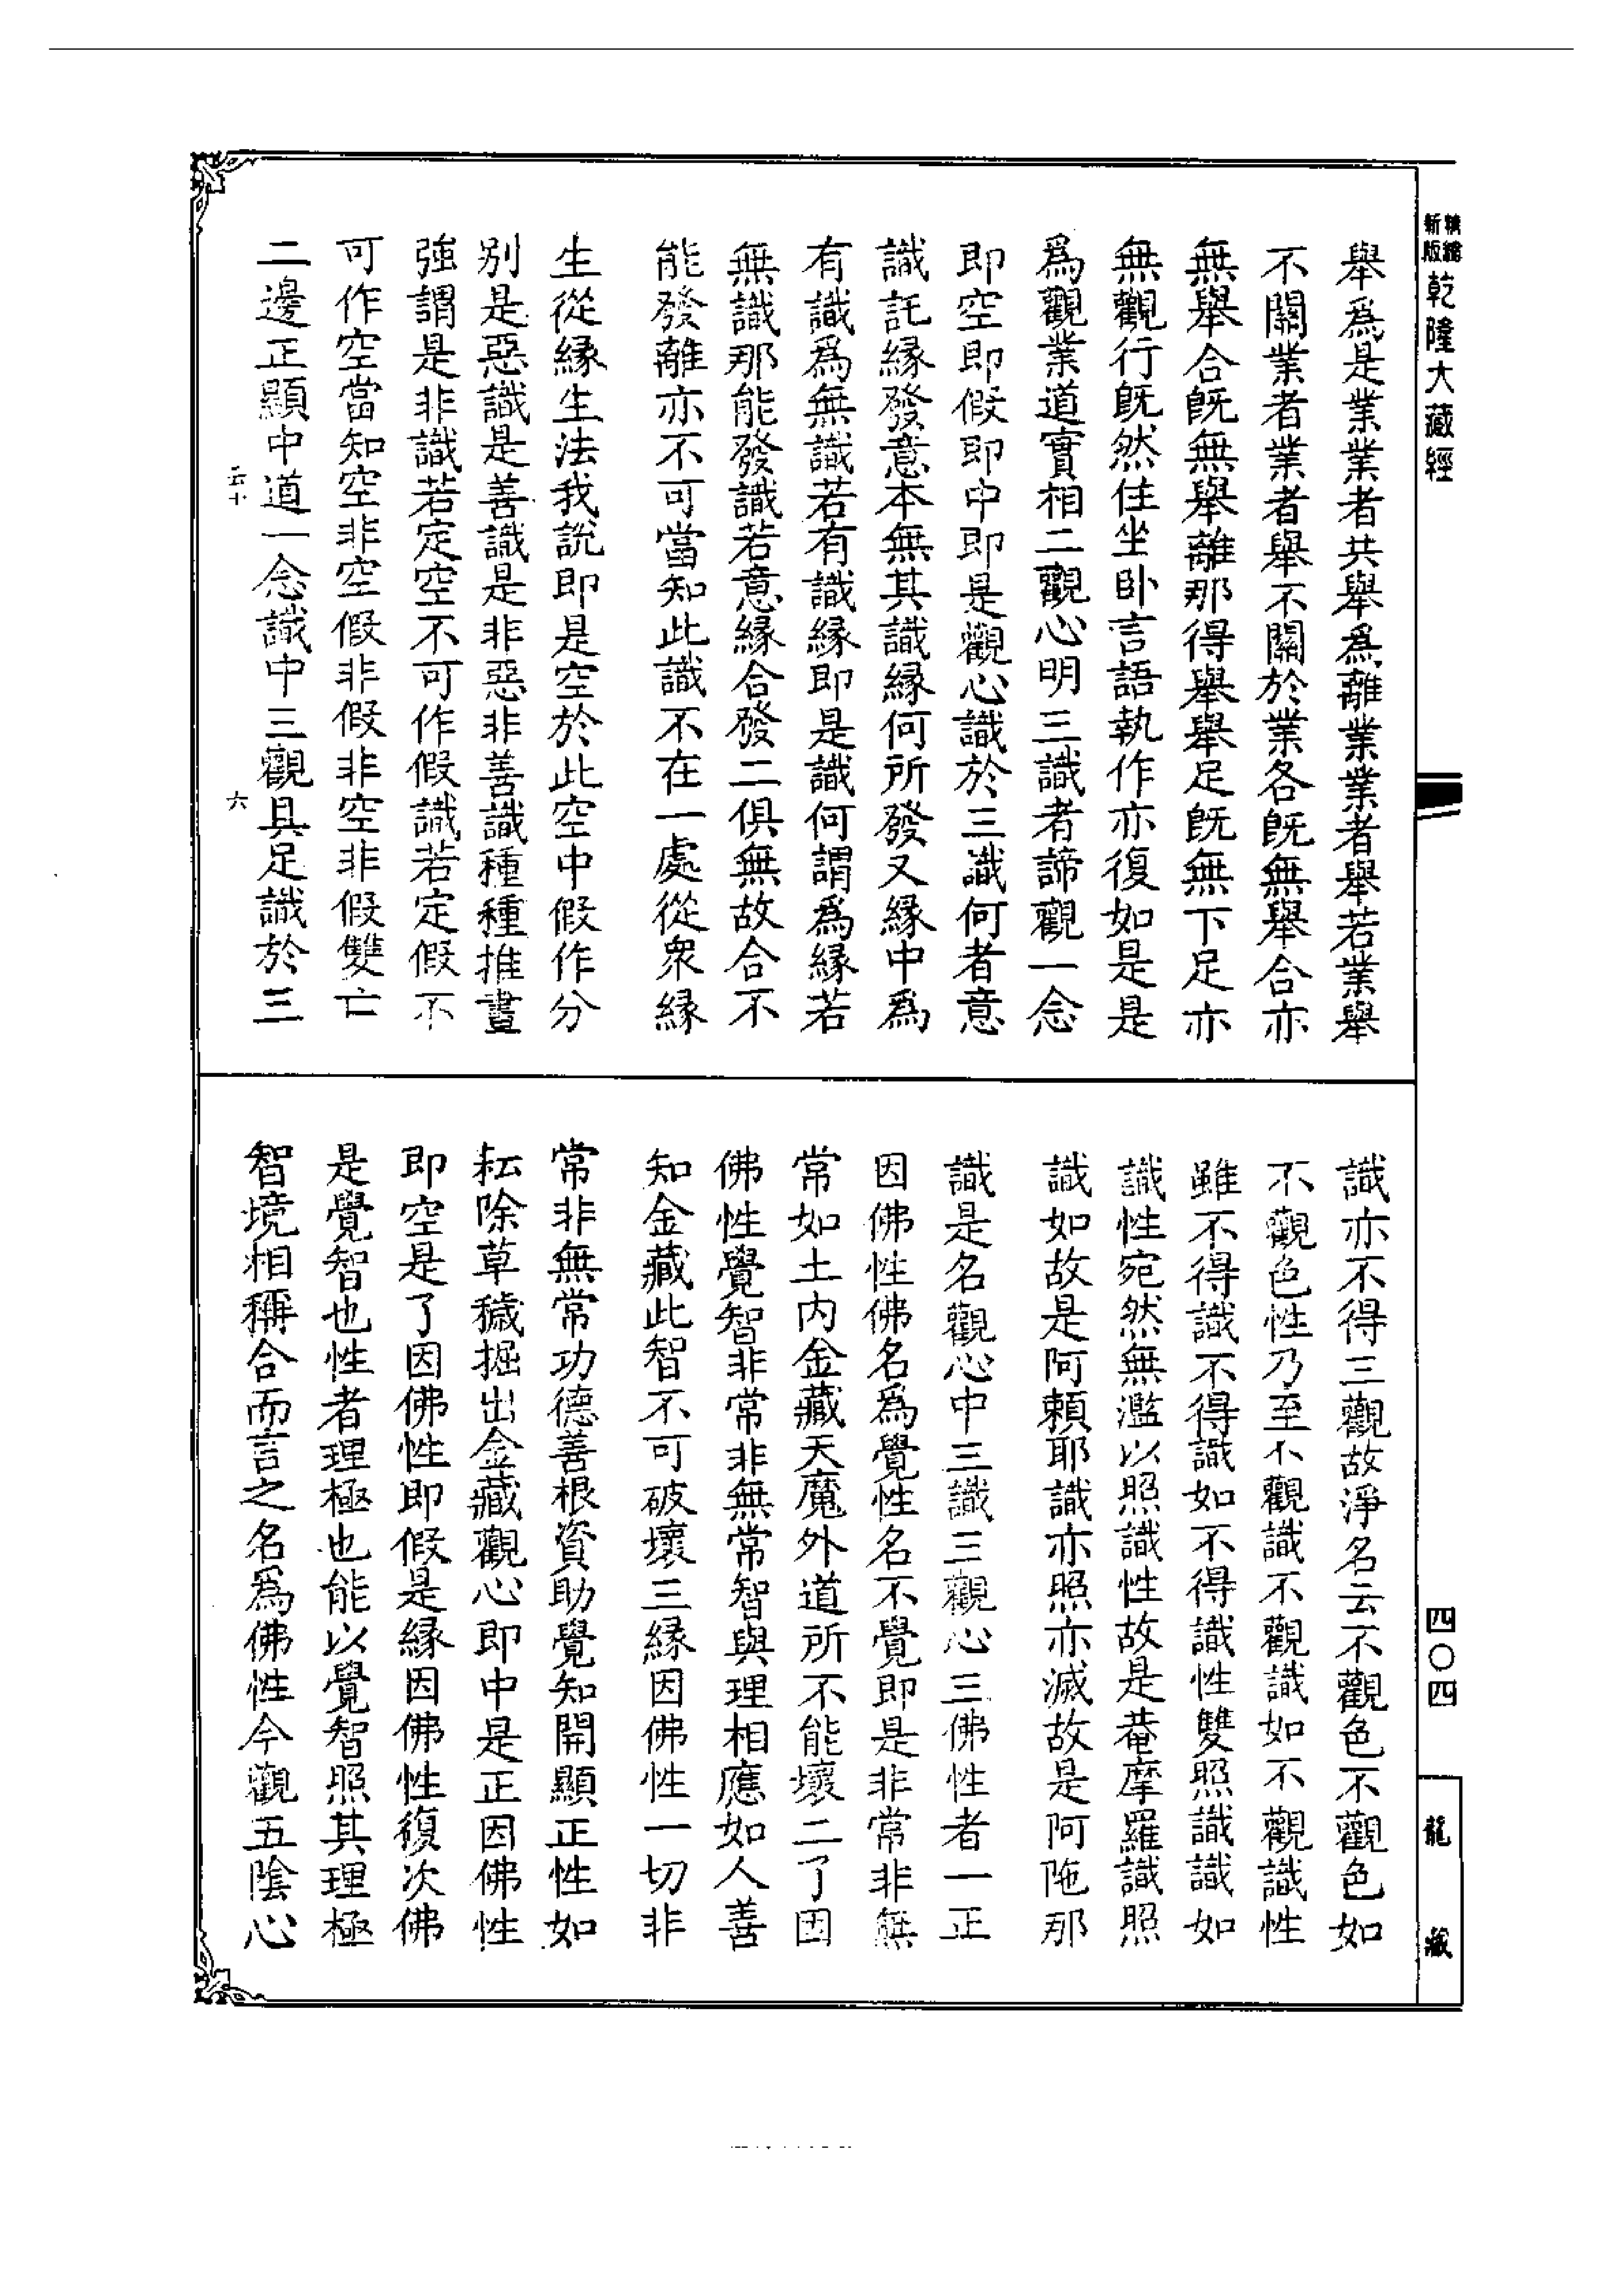 精縮新版 乾隆大藏經
舉爲是業業者共舉爲離業業者舉若業舉
不關業者業者舉不關於業各旣無舉合亦
無舉合旣無舉離那得舉舉足旣無下足亦
無觀行旣然住坐卧言語執作亦復如是是
爲觀業道實相二觀心明三識者諦觀一念
即空即假即中即是觀心識於三識何者意
識託緣發意本無其識緣何所發又緣中爲
有識爲無識若有識緣即是識何謂爲緣若
無識那能發識若意緣合發二俱無故合不
能發離亦不可當知此識不在一處從衆緣
生從緣生法我說即是空於此空中假作分
別是惡識是善識是非惡非善識種種推畫
強謂是非識若定空不可作假識若定假不
可作空當知空非空假非假非空非假雙亡
二邊正顯中道一念識中三觀具足識於三
六
識亦不得三觀故淨名云不觀色不觀色如
不觀色性乃至不觀識不觀識如不觀識性
雖不得識不得識如不得識性雙照識識如
識性宛然無濫以照識性故是菴摩羅識照
識如故是阿賴耶識亦照亦滅故是阿陁那
識是名觀心中三識三觀心三佛性者一正
因佛性佛名爲覺性名不覺即是非常非無
常如土内金藏天魔外道所不能壞二了因
佛性覺智非常非無常智與理相應如人善
知金藏此智不可破壞三緣因佛性一切非
常非無常功德善根資助覺知開顯正性如
耘除草穢掘出金藏觀心即中是正因佛性
即空是了因佛性即假是緣因佛性復次佛
是覺智也性者理極也能以覺智照其理極
智境相稱合而言之名爲佛性今觀五陰心
四〇四
龍藏